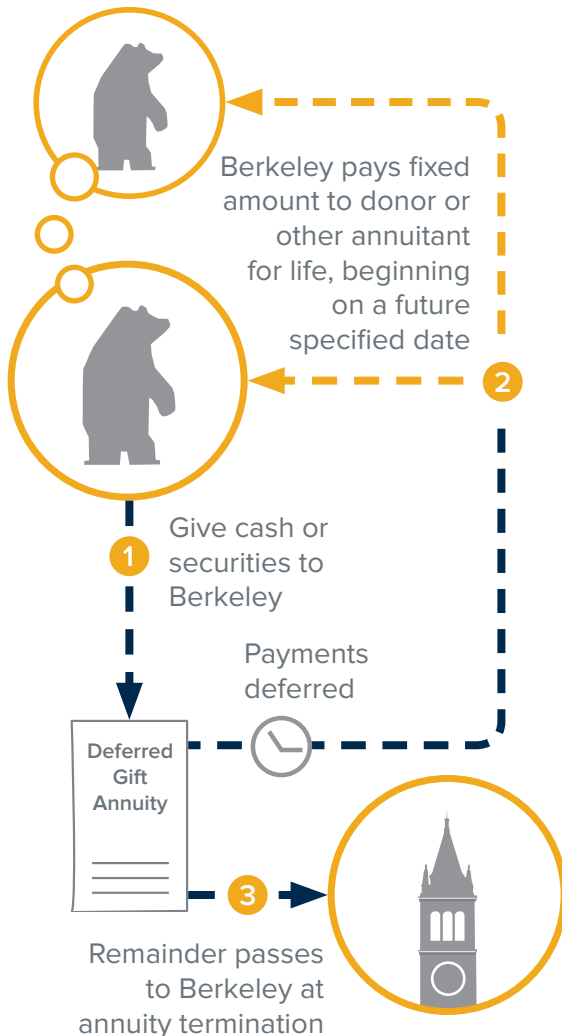 Berkeley pays fixed
amount to donor or
other annuitant
for life, beginning
on a future
specified date
2
1
Give cash or
securities to
Berkeley
Payments
deferred
Deferred
Gift
Annuity
3
Remainder passes
to Berkeley at
annuity termination